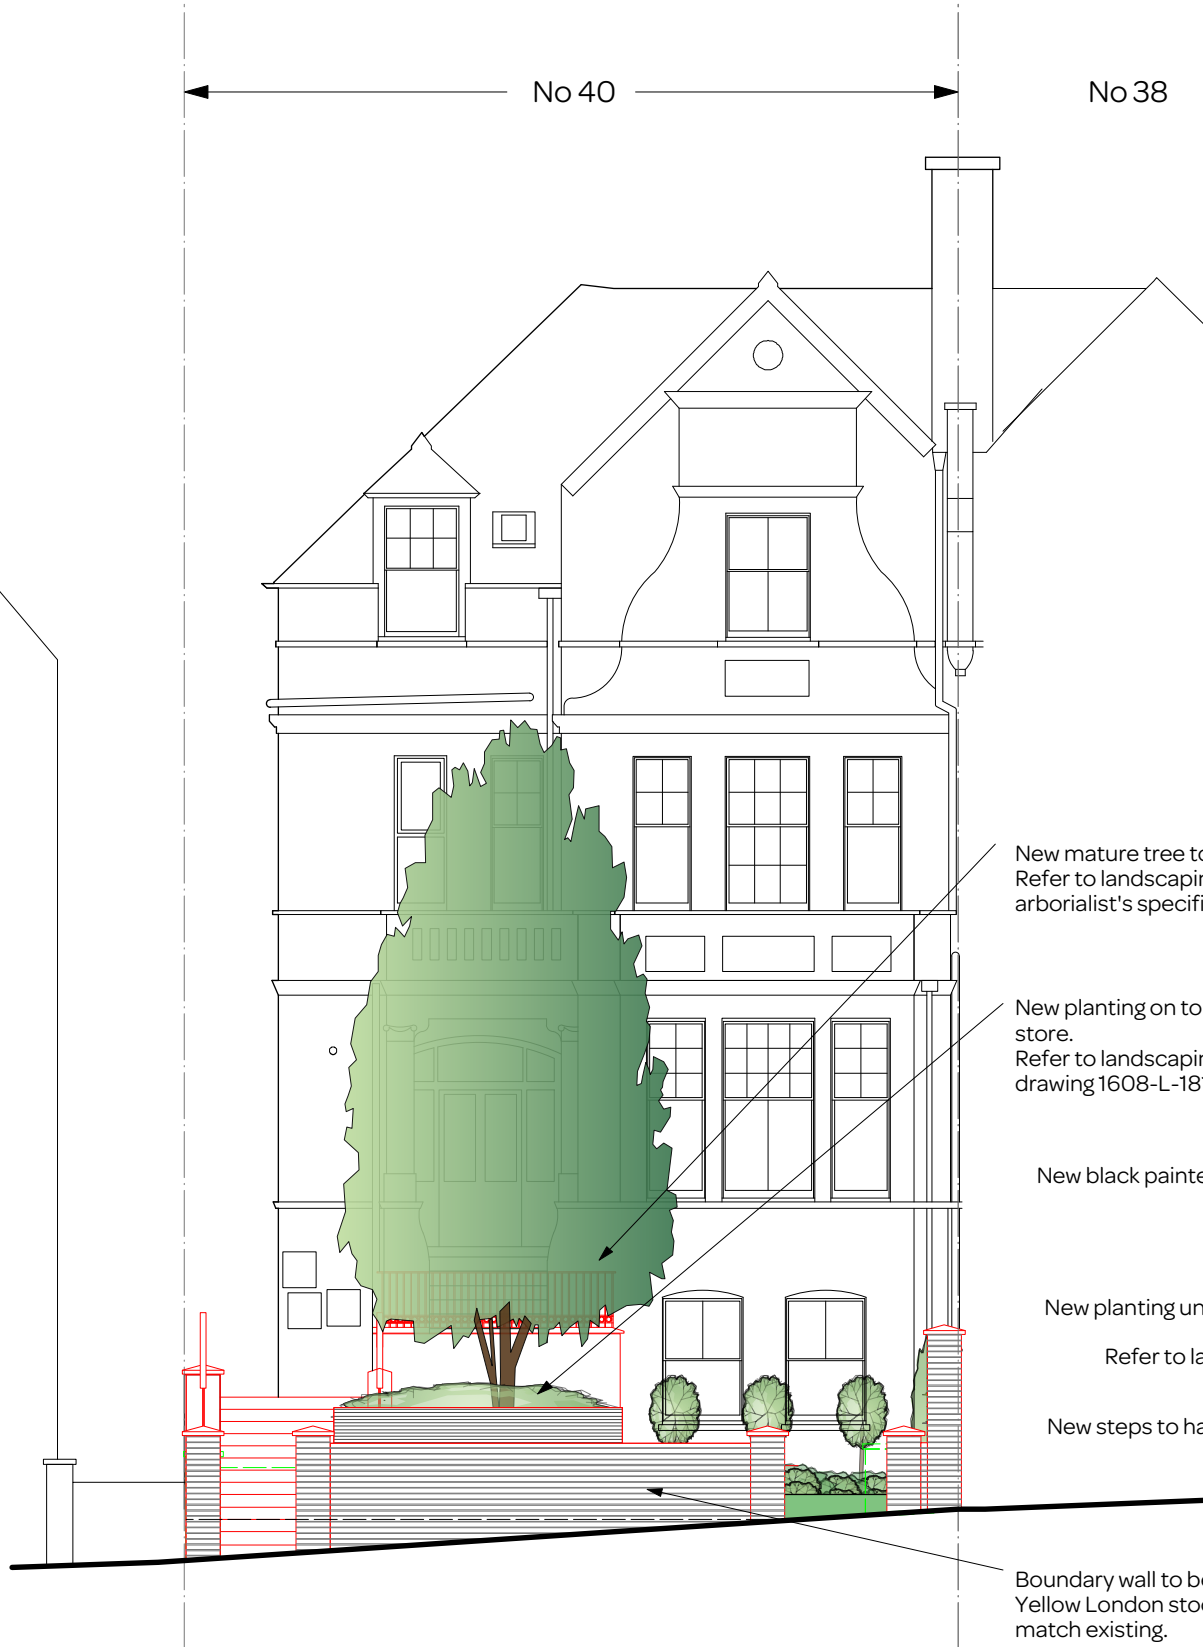 No 40
No 38
New mature tree to
Refer to landscapin
arborialist's specifi
New planting on to
store.
Refer to landscapin
drawing 1608-L-18
New black painte
New planting un
Refer to la
New steps to ha
Boundary wall to be
Yellow London stoc
match existing.